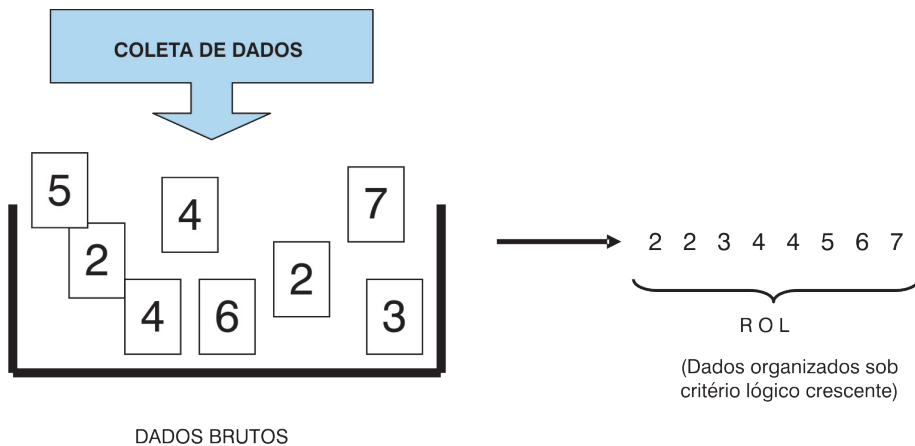 COLETA DE DADOS
5
4
7
2
2
4
6
3
2 2 3 4 4 5 6 7
R O L
(Dados organizados sob
critério lógico crescente)
DADOS BRUTOS